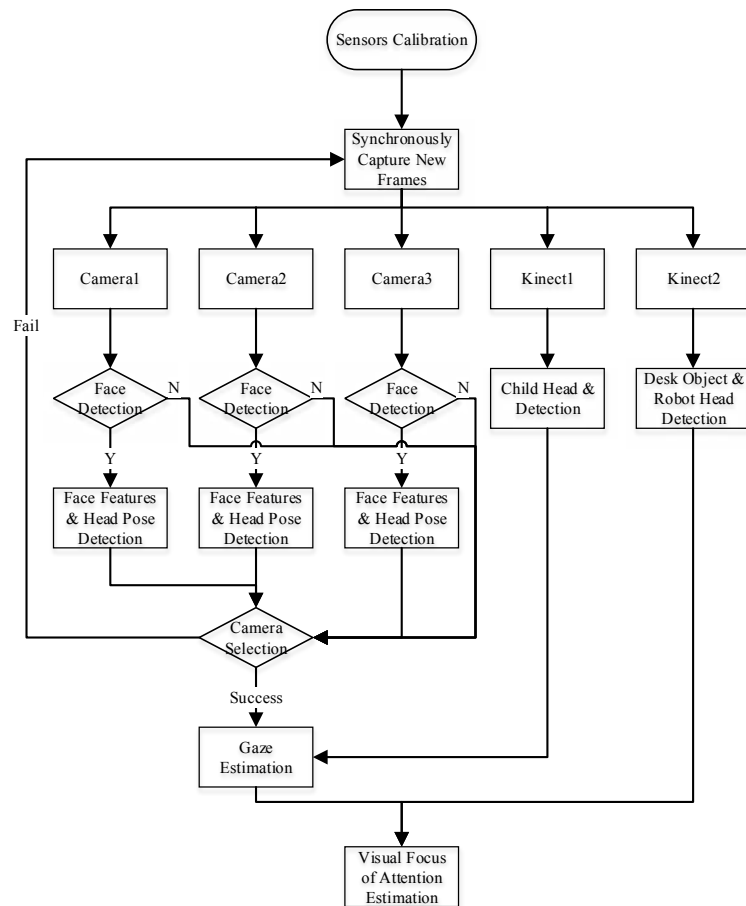 Sensors Calibration
Synchronously
Capture New
Frames
Camera1
Camera2
Camera3
Kinect1
Kinect2
Fail
Face
Detection
N
Face
Detection
N
Face
Detection
N
Child Head &
Detection
Desk Object &
Robot Head
Detection
Y
Y
Y
Face Features
& Head Pose
Detection
Face Features
& Head Pose
Detection
Face Features
& Head Pose
Detection
Camera
Selection
Success
Gaze
Estimation
Visual Focus
of Attention
Estimation